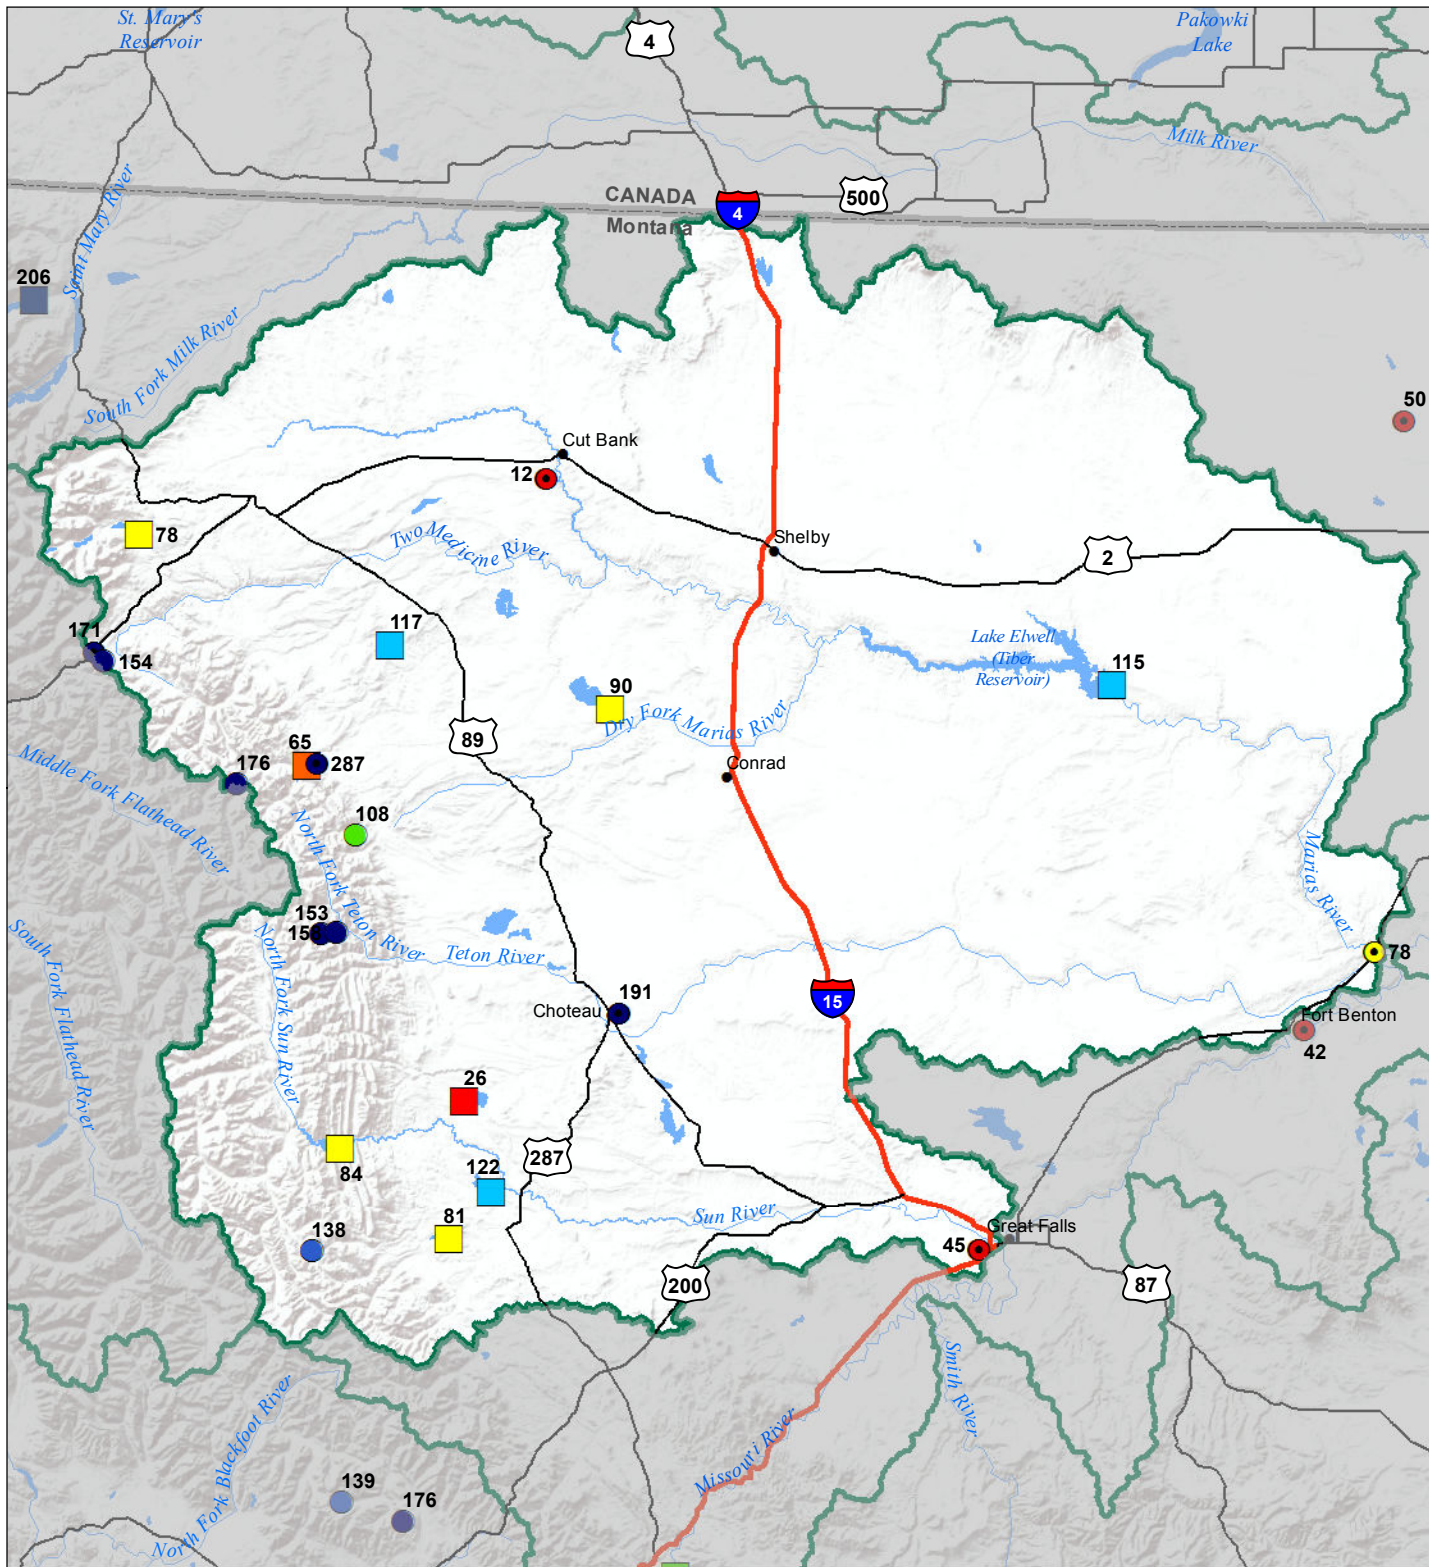 St. Mary's
Reservoir
4
Pakowki
Lake
Milk River
Saint Mary River
CANADA
Montana
4
500
206
South Fork Milk River
50
Cut Bank
12
78
Two Medicine River
Shelby
2
171
154
117
Lake Elwell
(Tiber
Reservoir)
115
90
Dry Fork Marias River
89
65
287
Middle Fork Flathead River
176
Conrad
108
North Fork Teton River
Marias River
153
South Fork Flathead River
North Fork Sun River
Teton River
78
191
Choteau
15
Fort Benton
42
26
84
287
122
81
Sun River
138
Great Falls
45
200
87
Smith River
Missouri River
North Fork Blackfoot River
139
176